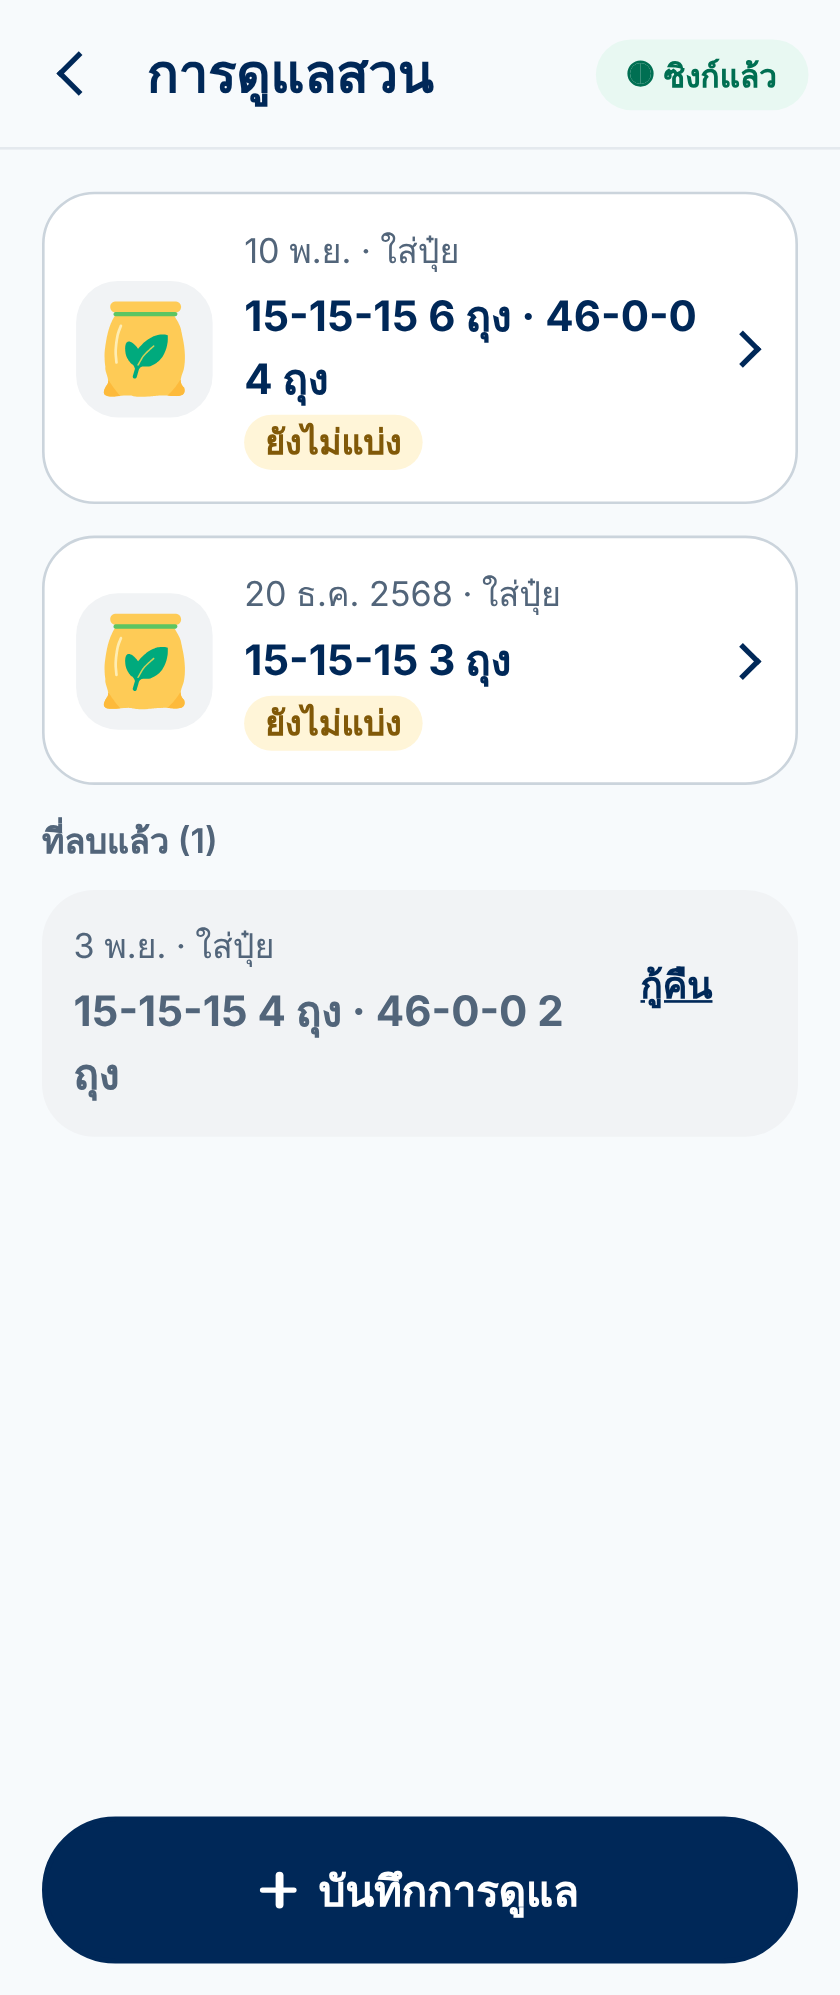 การดูแลสวน
ซิงก์แล้ว
10 พ.ย. · ใส่ปุ๋ย
15-15-15 6 ถุง · 46-0-0
4 ถุง
ยังไม่แบ่ง
20 ธ.ค. 2568 · ใส่ปุ๋ย
15-15-15 3 ถุง
ยังไม่แบ่ง
ที่ลบแล้ว (1)
3 พ.ย. · ใส่ปุ๋ย
15-15-15 4 ถุง · 46-0-0 2
ถุง
กู้คืน
บันทึกการดูแล